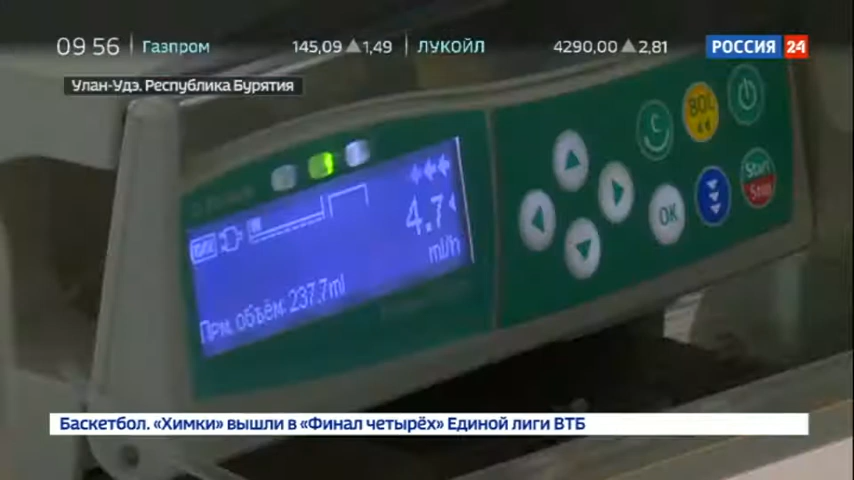 09 56 Газпром 145,09▲1,49 ЛУКОЙЛ 4290,00▲2,81 РОССИЯ 24
Улан-Удэ. Республика Бурятия
C
BOL
4.7
ml/h
OK
Start
Stop
Прм. объём: 237.7ml
Баскетбол. «Химки» вышли в «Финал четырёх» Единой лиги ВТБ